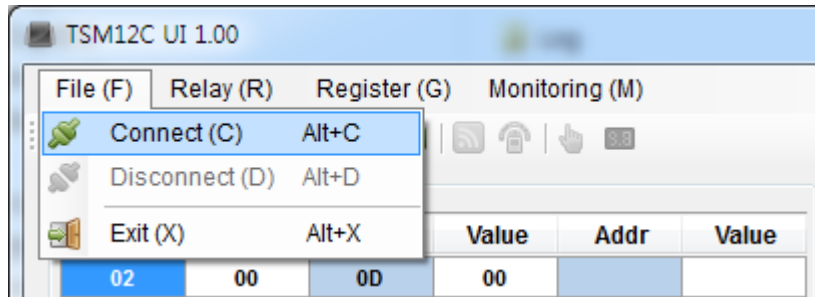 TSM12C UI 1.00
File (F) Relay (R) Register (G) Monitoring (M)
Connect (C) Alt+C
Disconnect (D) Alt+D
Exit (X) Alt+X
Value Addr Value
02 00 0D 00